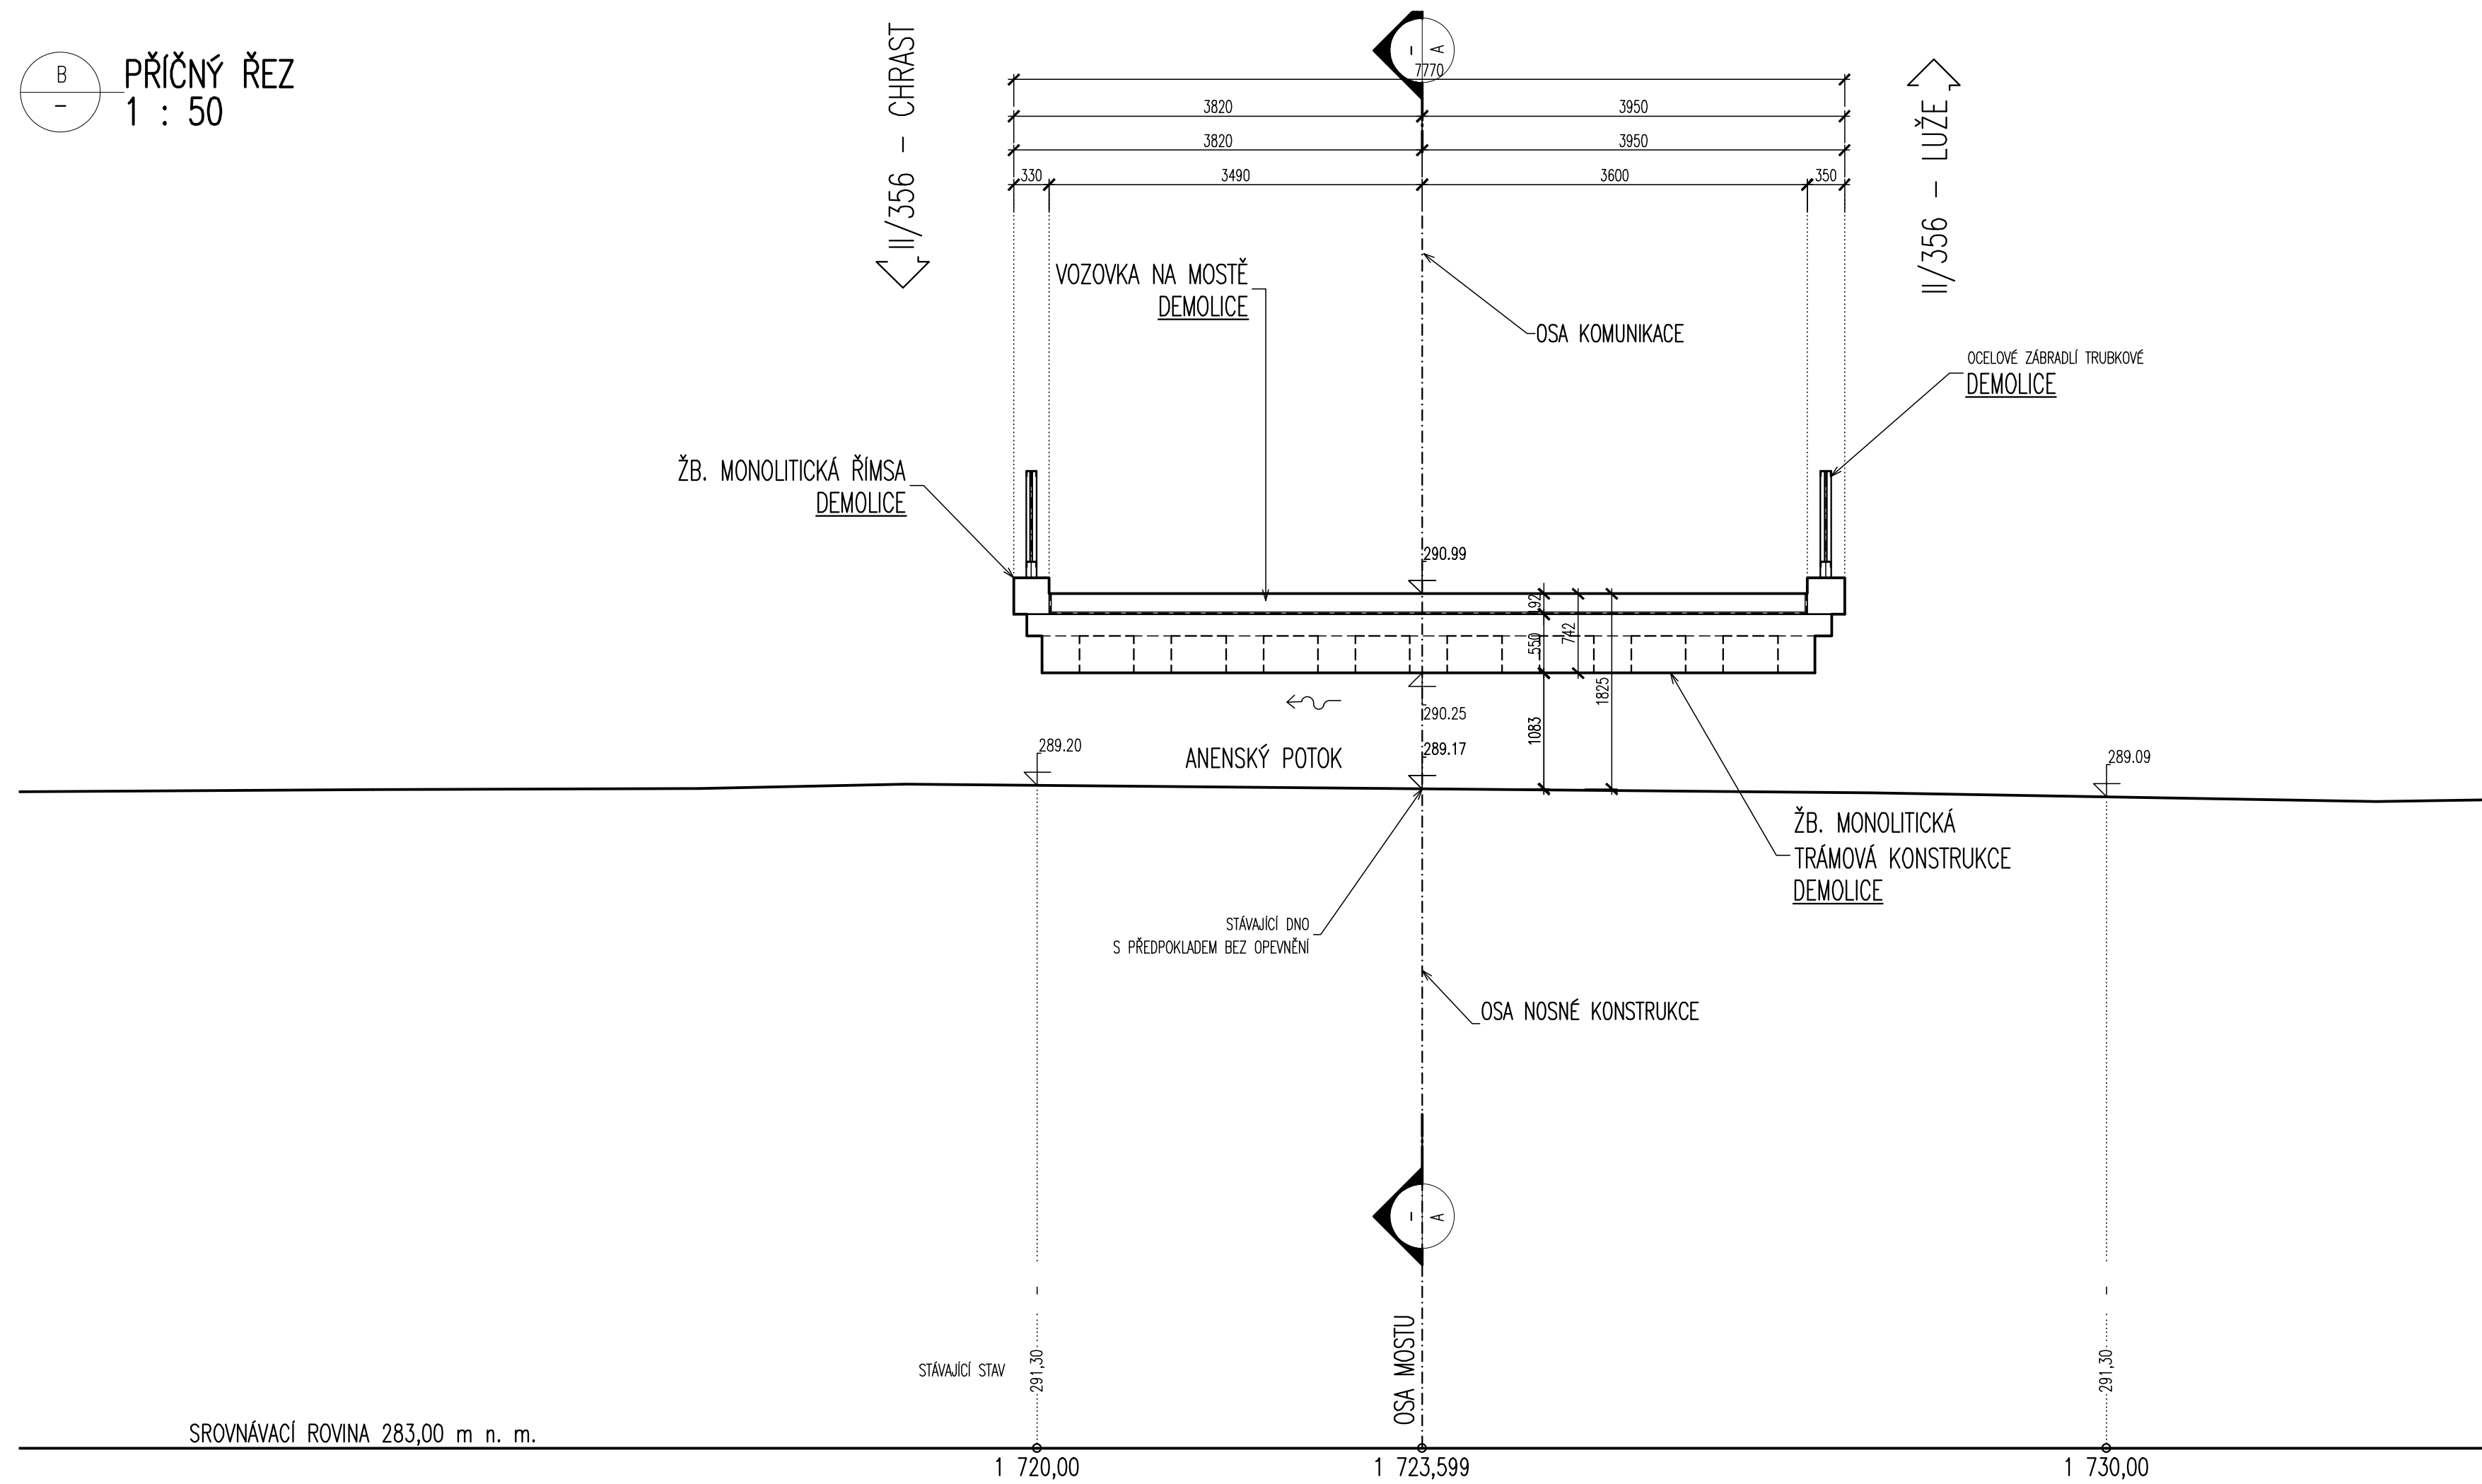 B
-
PŘÍČNÝ ŘEZ
1 : 50
II/356 - CHRAST
II/356 - LUŽE
- A
7770
3820 3950
3820 3950
330 3490 3600 350
VOZOVKA NA MOSTĚ
DEMOLICE
OSA KOMUNIKACE
OCELOVÉ ZÁBRADLÍ TRUBKOVÉ
DEMOLICE
ŽB. MONOLITICKÁ ŘÍMSA
DEMOLICE
290.99
192
550
742
1825
1083
290.25
289.17
ANENSKÝ POTOK
289.20
289.09
ŽB. MONOLITICKÁ
TRÁMOVÁ KONSTRUKCE
DEMOLICE
STÁVAJÍCÍ DNO
S PŘEDPOKLADEM BEZ OPEVNĚNÍ
OSA NOSNÉ KONSTRUKCE
- A
OSA MOSTU
STÁVAJÍCÍ STAV
291,30
291,30
SROVNÁVACÍ ROVINA 283,00 m n. m.
1 720,00
1 723,599
1 730,00